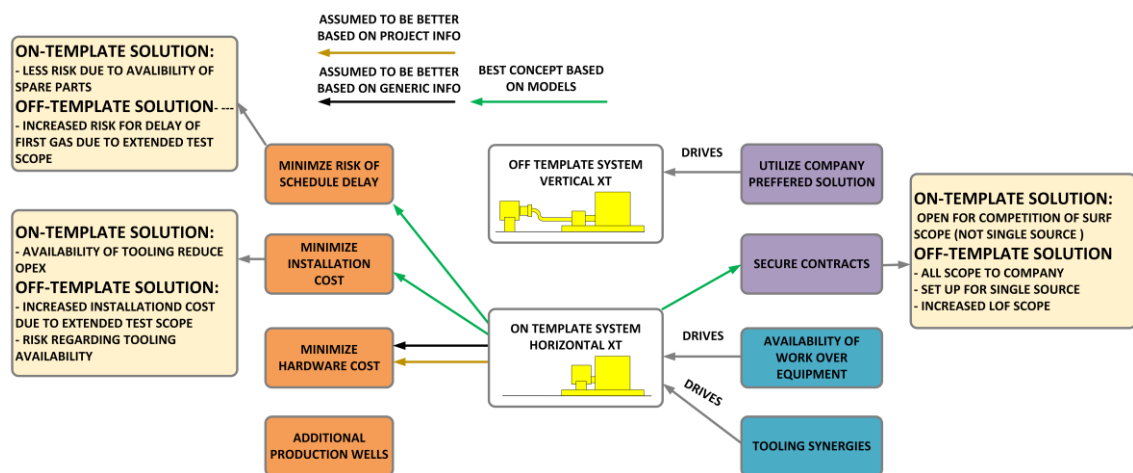 ON-TEMPLATE SOLUTION:
- LESS RISK DUE TO AVALIBILITY OF
SPARE PARTS
OFF-TEMPLATE SOLUTION- ---
- INCREASED RISK FOR DELAY OF
FIRST GAS DUE TO EXTENDED TEST
SCOPE
ASSUMED TO BE BETTER
BASED ON PROJECT INFO
ASSUMED TO BE BETTER
BASED ON GENERIC INFO
BEST CONCEPT BASED
ON MODELS
MINIMZE RISK OF
SCHEDULE DELAY
OFF TEMPLATE SYSTEM
VERTICAL XT
DRIVES
UTILIZE COMPANY
PREFFERED SOLUTION
ON-TEMPLATE SOLUTION:
- AVAILABILITY OF TOOLING REDUCE
OPEX
OFF-TEMPLATE SOLUTION:
- INCREASED INSTALLATIOND COST
DUE TO EXTENDED TEST SCOPE
- RISK REGARDING TOOLING
AVAILABILITY
MINIMIZE
INSTALLATION
COST
SECURE CONTRACTS
ON-TEMPLATE SOLUTION:
OPEN FOR COMPETITION OF SURF
SCOPE (NOT SINGLE SOURCE )
OFF-TEMPLATE SOLUTION
- ALL SCOPE TO COMPANY
- SET UP FOR SINGLE SOURCE
- INCREASED LOF SCOPE
MINIMIZE
HARDWARE COST
ON TEMPLATE SYSTEM
HORIZONTAL XT
DRIVES
AVAILABILITY OF
WORK OVER
EQUIPMENT
DRIVES
ADDITIONAL
PRODUCTION WELLS
TOOLING SYNERGIES